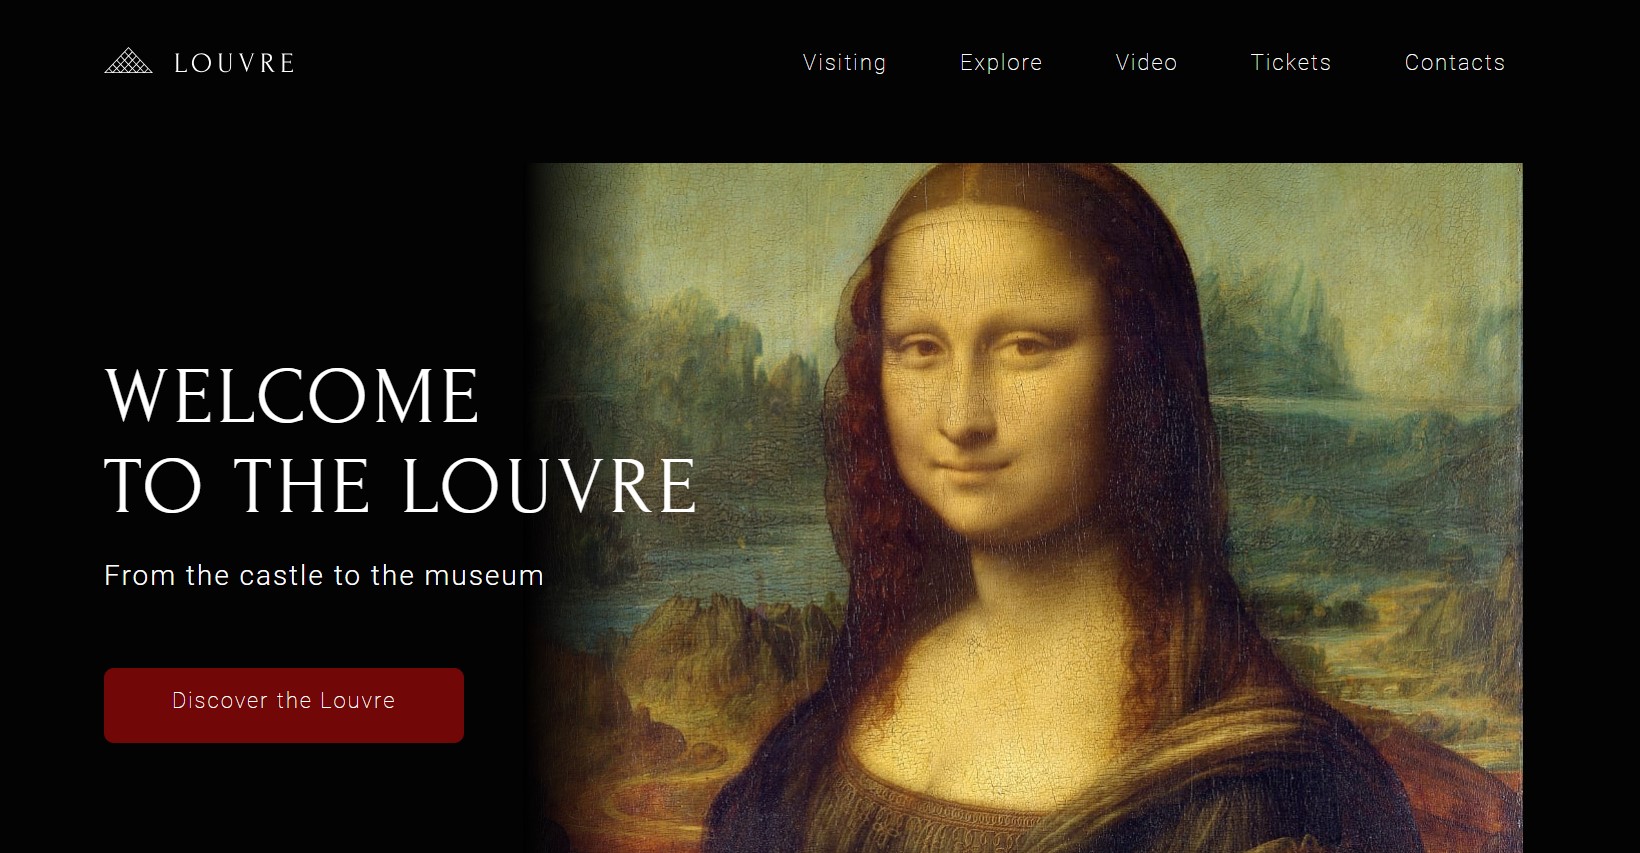 LOUVRE
Visiting
Explore
Video
Tickets
Contacts
WELCOME
TO THE LOUVRE
From the castle to the museum
Discover the Louvre